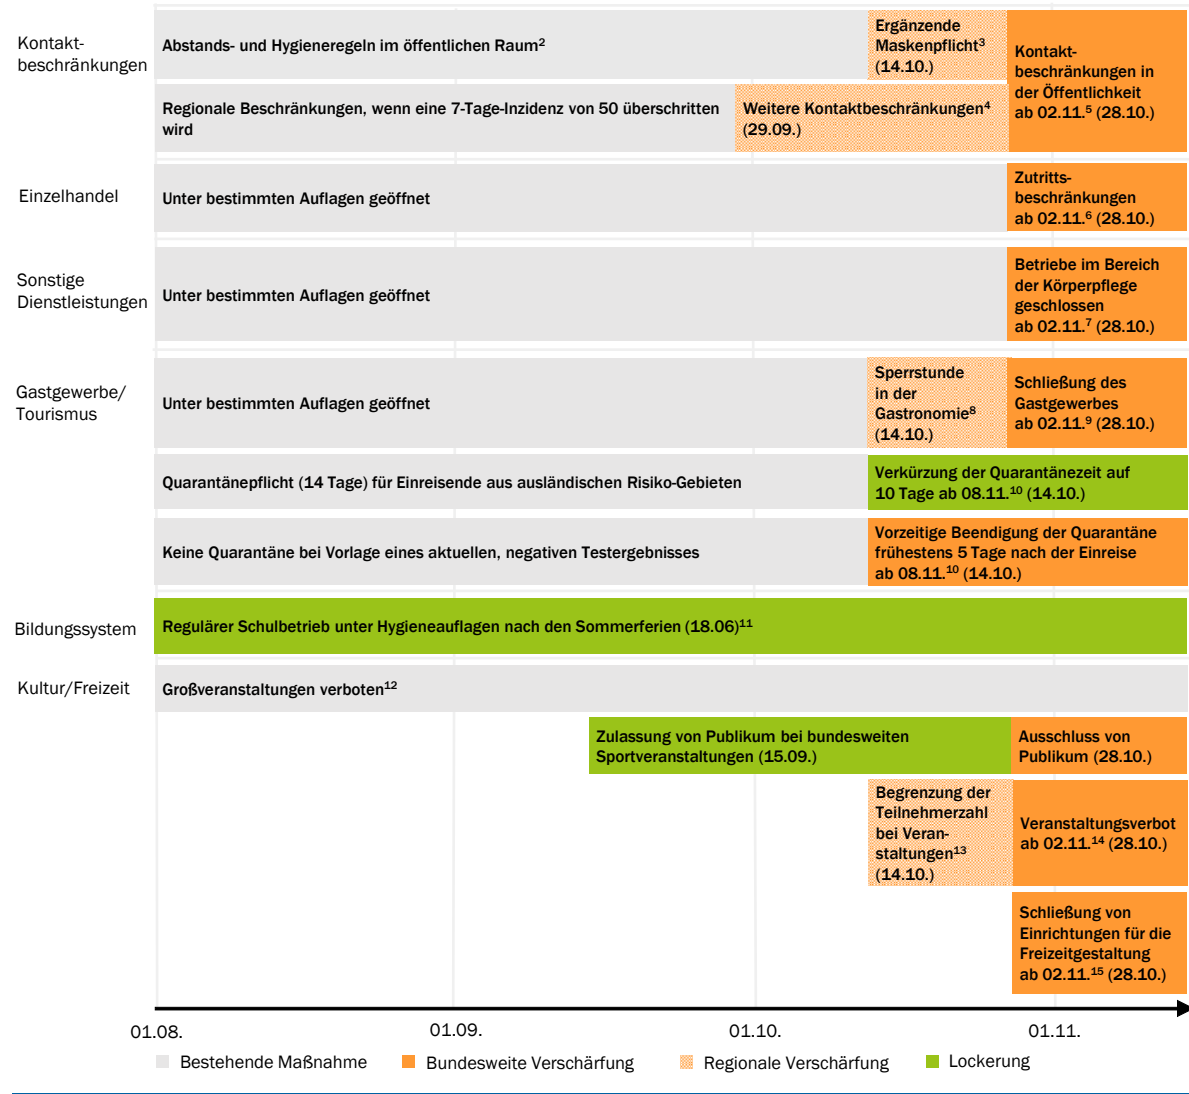 Kontakt-
beschränkungen
Abstands- und Hygieneregeln im öffentlichen Raum²
Ergänzende
Maskenpflicht³
(14.10.)
Kontakt-
beschränkungen in
der Öffentlichkeit
ab 02.11.⁵ (28.10.)
Regionale Beschränkungen, wenn eine 7-Tage-Inzidenz von 50 überschritten
wird
Weitere Kontaktbeschränkungen⁴
(29.09.)
Einzelhandel
Unter bestimmten Auflagen geöffnet
Zutritts-
beschränkungen
ab 02.11.⁶ (28.10.)
Sonstige
Dienstleistungen
Unter bestimmten Auflagen geöffnet
Betriebe im Bereich
der Körperpflege
geschlossen
ab 02.11.⁷ (28.10.)
Gastgewerbe/
Tourismus
Unter bestimmten Auflagen geöffnet
Sperrstunde
in der
Gastronomie⁸
(14.10.)
Schließung des
Gastgewerbes
ab 02.11.⁹ (28.10.)
Quarantänepflicht (14 Tage) für Einreisende aus ausländischen Risiko-Gebieten
Verkürzung der Quarantänezeit auf
10 Tage ab 08.11.¹⁰ (14.10.)
Keine Quarantäne bei Vorlage eines aktuellen, negativen Testergebnisses
Vorzeitige Beendigung der Quarantäne
frühestens 5 Tage nach der Einreise
ab 08.11.¹⁰ (14.10.)
Bildungssystem
Regulärer Schulbetrieb unter Hygieneauflagen nach den Sommerferien (18.06)¹¹
Kultur/Freizeit
Großveranstaltungen verboten¹²
Zulassung von Publikum bei bundesweiten
Sportveranstaltungen (15.09.)
Ausschluss von
Publikum (28.10.)
Begrenzung der
Teilnehmerzahl
bei Veran-
staltungen¹³
(14.10.)
Veranstaltungsverbot
ab 02.11.¹⁴ (28.10.)
Schließung von
Einrichtungen für die
Freizeitgestaltung
ab 02.11.¹⁵ (28.10.)
01.08.
01.09.
01.10.
01.11.
Bestehende Maßnahme
Bundesweite Verschärfung
Regionale Verschärfung
Lockerung